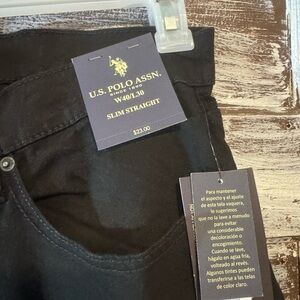 U.S. POLO ASSN.
SINCE 1890
W40/L30
SLIM STRAIGHT
$23.00
Para mantener
el aspecto y el ajuste
de esta tela vaquera,
le sugerimos
que no la lave a menudo
para evitar
una considerable
decoloración o
encogimiento.
Cuando se lave,
hágalo en agua fría,
volteado al revés.
Algunos tintes pueden
transferirse a las telas
de color claro.